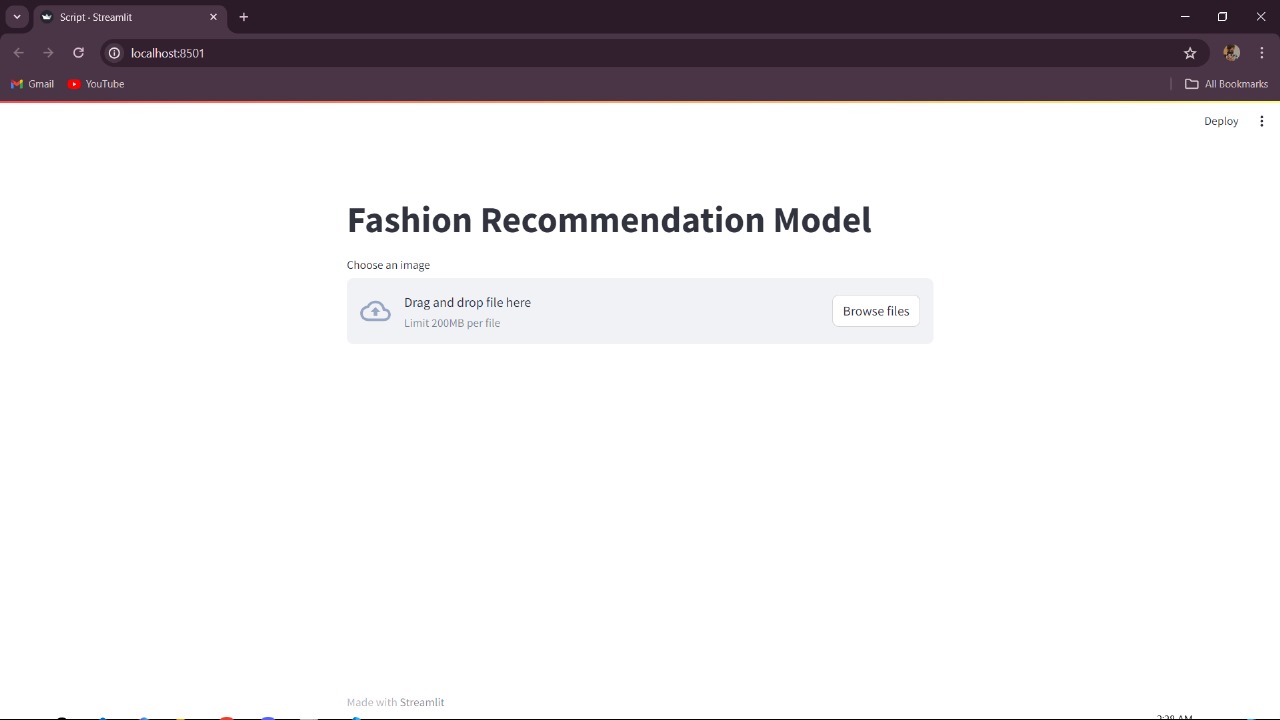 Script · Streamlit
localhost:8501
Gmail YouTube All Bookmarks
Deploy
Fashion Recommendation Model
Choose an image
Drag and drop file here
Limit 200MB per file
Browse files
Made with Streamlit